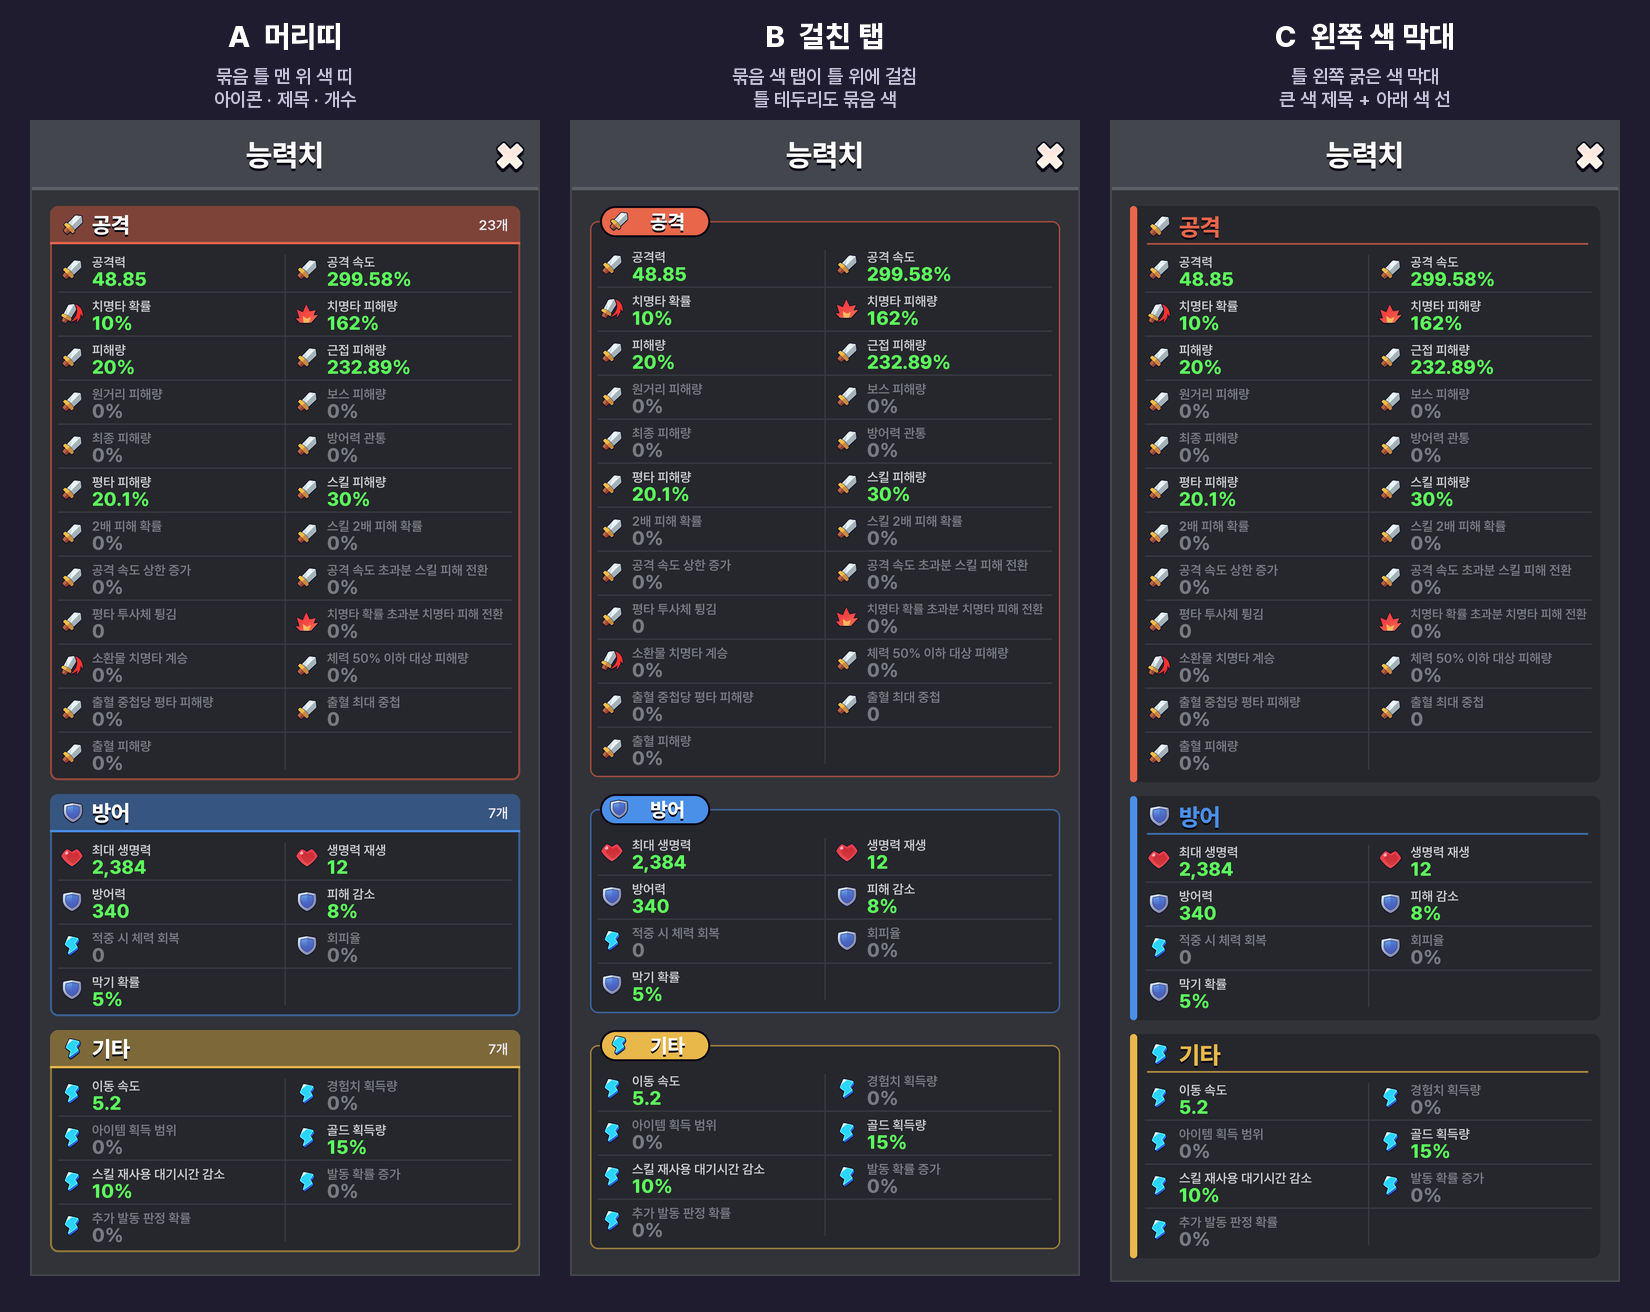 A 머리띠
묶음 틀 맨 위 색 띠
아이콘 · 제목 · 개수
능력치
공격 23개
공격력 공격 속도
48.85 299.58%
치명타 확률 치명타 피해량
10% 162%
피해량 근접 피해량
20% 232.89%
원거리 피해량 보스 피해량
0% 0%
최종 피해량 방어력 관통
0% 0%
평타 피해량 스킬 피해량
20.1% 30%
2배 피해 확률 스킬 2배 피해 확률
0% 0%
공격 속도 상한 증가 공격 속도 초과분 스킬 피해 전환
0% 0%
평타 투사체 튕김 치명타 확률 초과분 치명타 피해 전환
0 0%
소환물 치명타 계승 체력 50% 이하 대상 피해량
0% 0%
출혈 중첩당 평타 피해량 출혈 최대 중첩
0% 0
출혈 피해량
0%
방어 7개
최대 생명력 생명력 재생
2,384 12
방어력 피해 감소
340 8%
적중 시 체력 회복 회피율
0 0%
막기 확률
5%
기타 7개
이동 속도 경험치 획득량
5.2 0%
아이템 획득 범위 골드 획득량
0% 15%
스킬 재사용 대기시간 감소 발동 확률 증가
10% 0%
추가 발동 판정 확률
0%
B 걸친 탭
묶음 색 탭이 틀 위에 걸침
틀 테두리도 묶음 색
능력치
공격
공격력 공격 속도
48.85 299.58%
치명타 확률 치명타 피해량
10% 162%
피해량 근접 피해량
20% 232.89%
원거리 피해량 보스 피해량
0% 0%
최종 피해량 방어력 관통
0% 0%
평타 피해량 스킬 피해량
20.1% 30%
2배 피해 확률 스킬 2배 피해 확률
0% 0%
공격 속도 상한 증가 공격 속도 초과분 스킬 피해 전환
0% 0%
평타 투사체 튕김 치명타 확률 초과분 치명타 피해 전환
0 0%
소환물 치명타 계승 체력 50% 이하 대상 피해량
0% 0%
출혈 중첩당 평타 피해량 출혈 최대 중첩
0% 0
출혈 피해량
0%
방어
최대 생명력 생명력 재생
2,384 12
방어력 피해 감소
340 8%
적중 시 체력 회복 회피율
0 0%
막기 확률
5%
기타
이동 속도 경험치 획득량
5.2 0%
아이템 획득 범위 골드 획득량
0% 15%
스킬 재사용 대기시간 감소 발동 확률 증가
10% 0%
추가 발동 판정 확률
0%
C 왼쪽 색 막대
틀 왼쪽 굵은 색 막대
큰 색 제목 + 아래 색 선
능력치
공격
공격력 공격 속도
48.85 299.58%
치명타 확률 치명타 피해량
10% 162%
피해량 근접 피해량
20% 232.89%
원거리 피해량 보스 피해량
0% 0%
최종 피해량 방어력 관통
0% 0%
평타 피해량 스킬 피해량
20.1% 30%
2배 피해 확률 스킬 2배 피해 확률
0% 0%
공격 속도 상한 증가 공격 속도 초과분 스킬 피해 전환
0% 0%
평타 투사체 튕김 치명타 확률 초과분 치명타 피해 전환
0 0%
소환물 치명타 계승 체력 50% 이하 대상 피해량
0% 0%
출혈 중첩당 평타 피해량 출혈 최대 중첩
0% 0
출혈 피해량
0%
방어
최대 생명력 생명력 재생
2,384 12
방어력 피해 감소
340 8%
적중 시 체력 회복 회피율
0 0%
막기 확률
5%
기타
이동 속도 경험치 획득량
5.2 0%
아이템 획득 범위 골드 획득량
0% 15%
스킬 재사용 대기시간 감소 발동 확률 증가
10% 0%
추가 발동 판정 확률
0%